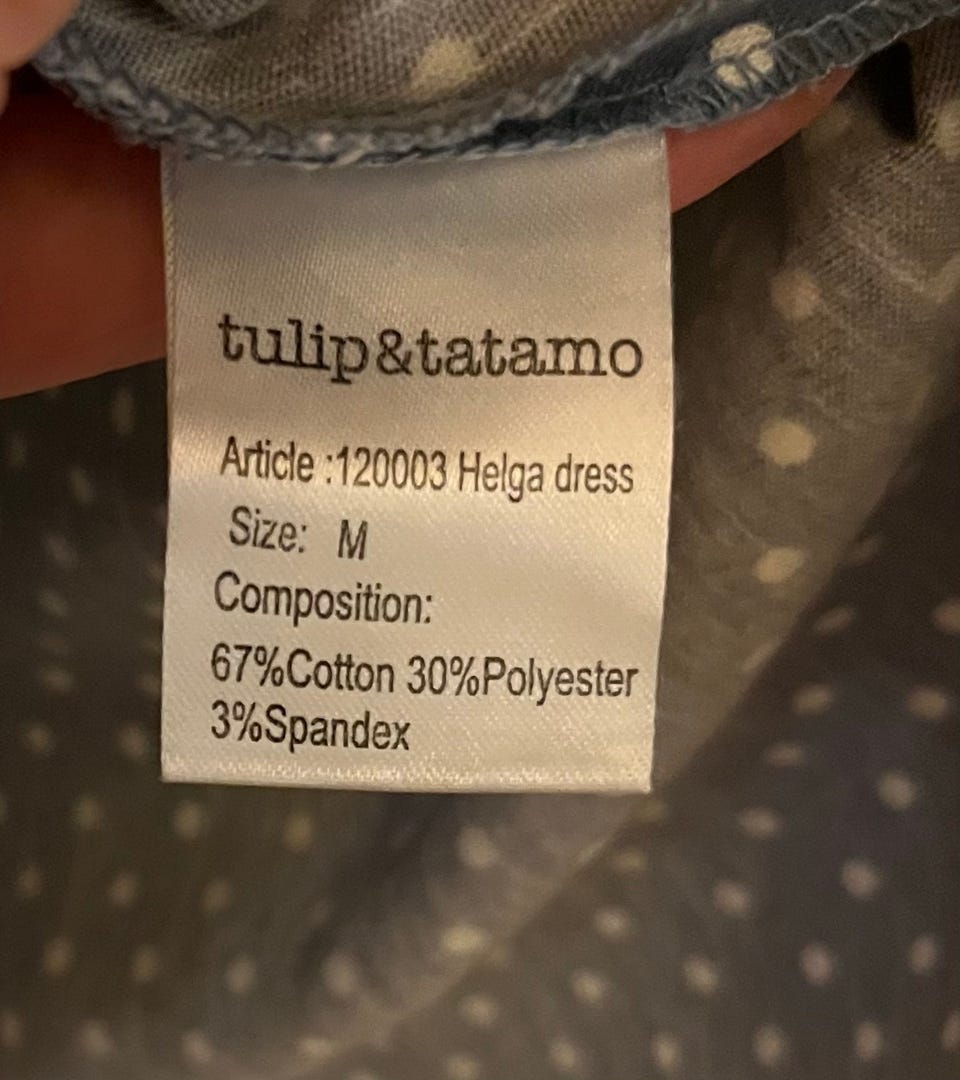 tulip&tatamo
Article :120003 Helga dress
Size: M
Composition:
67%Cotton 30%Polyester
3%Spandex